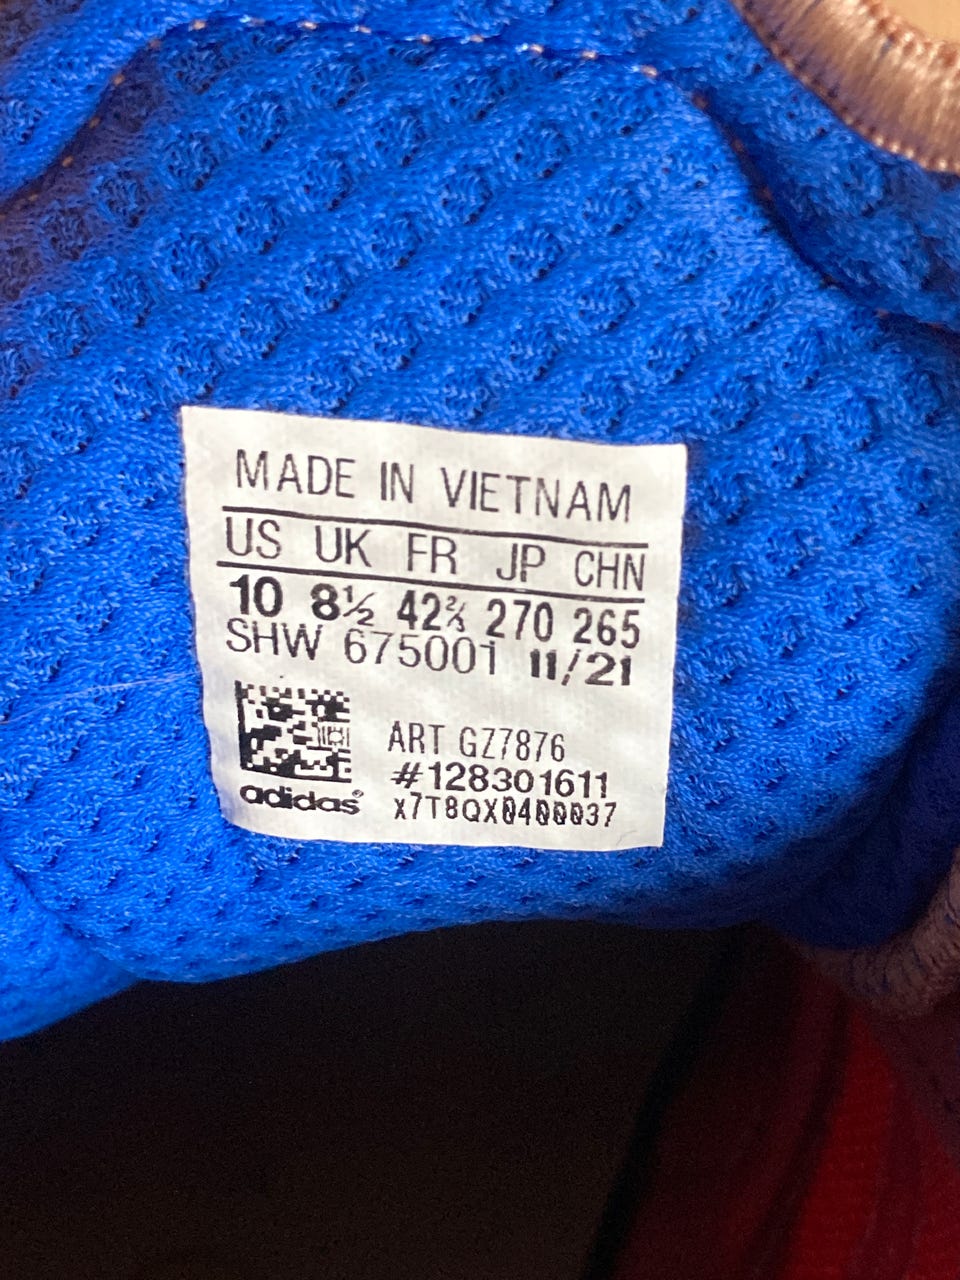 MADE IN VIETNAM
US UK FR JP CHN
10 8½ 42⅔ 270 265
SHW 675001 11/21
ART GZ7876
#128301611
adidas®
x7T8QX0400037